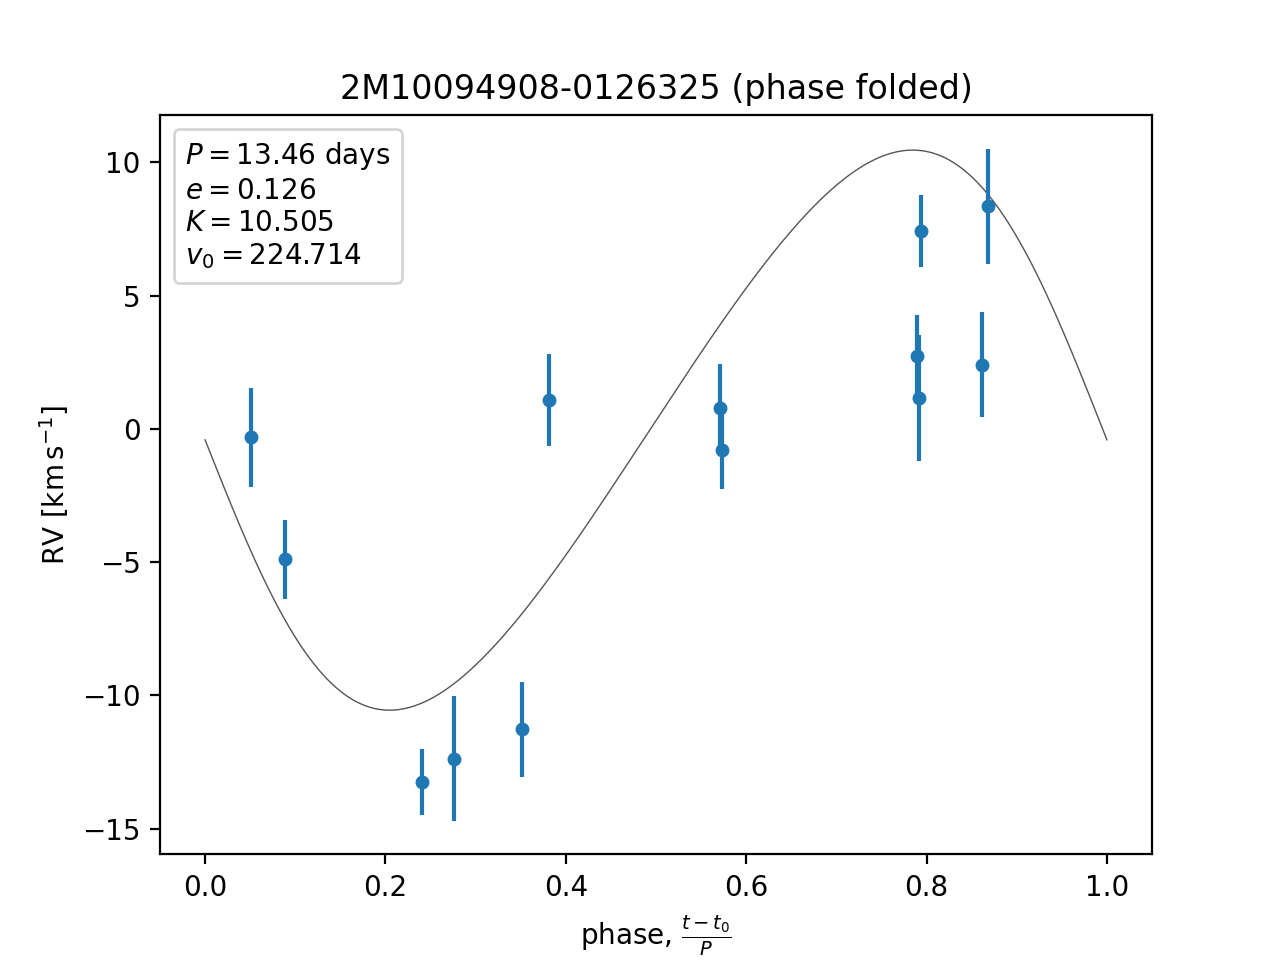 2M10094908-0126325 (phase folded)
P = 13.46 days
e = 0.126
K = 10.505
v₀ = 224.714
10
5
0
−5
−10
−15
RV [km s⁻¹]
0.0 0.2 0.4 0.6 0.8 1.0
phase, (t − t₀)/P